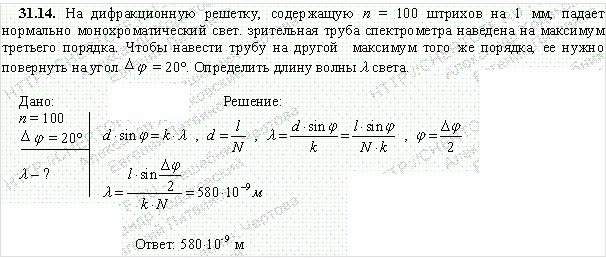 31.14. На дифракционную решетку, содержащую n = 100 штрихов на 1 мм, падает
нормально монохроматический свет. зрительная труба спектрометра наведена на максимум
третьего порядка. Чтобы навести трубу на другой максимум того же порядка, ее нужно
повернуть на угол Δφ = 20°. Определить длину волны λ света.
Дано: Решение:
n = 100
Δφ = 20°
d·sinφ = k·λ , d = l/N , λ = d·sinφ/k = l·sinφ/N·k , φ = Δφ/2
λ – ?
λ = l·sin Δφ/2 / k·N = 580·10⁻⁹ м
Ответ: 580·10⁻⁹ м